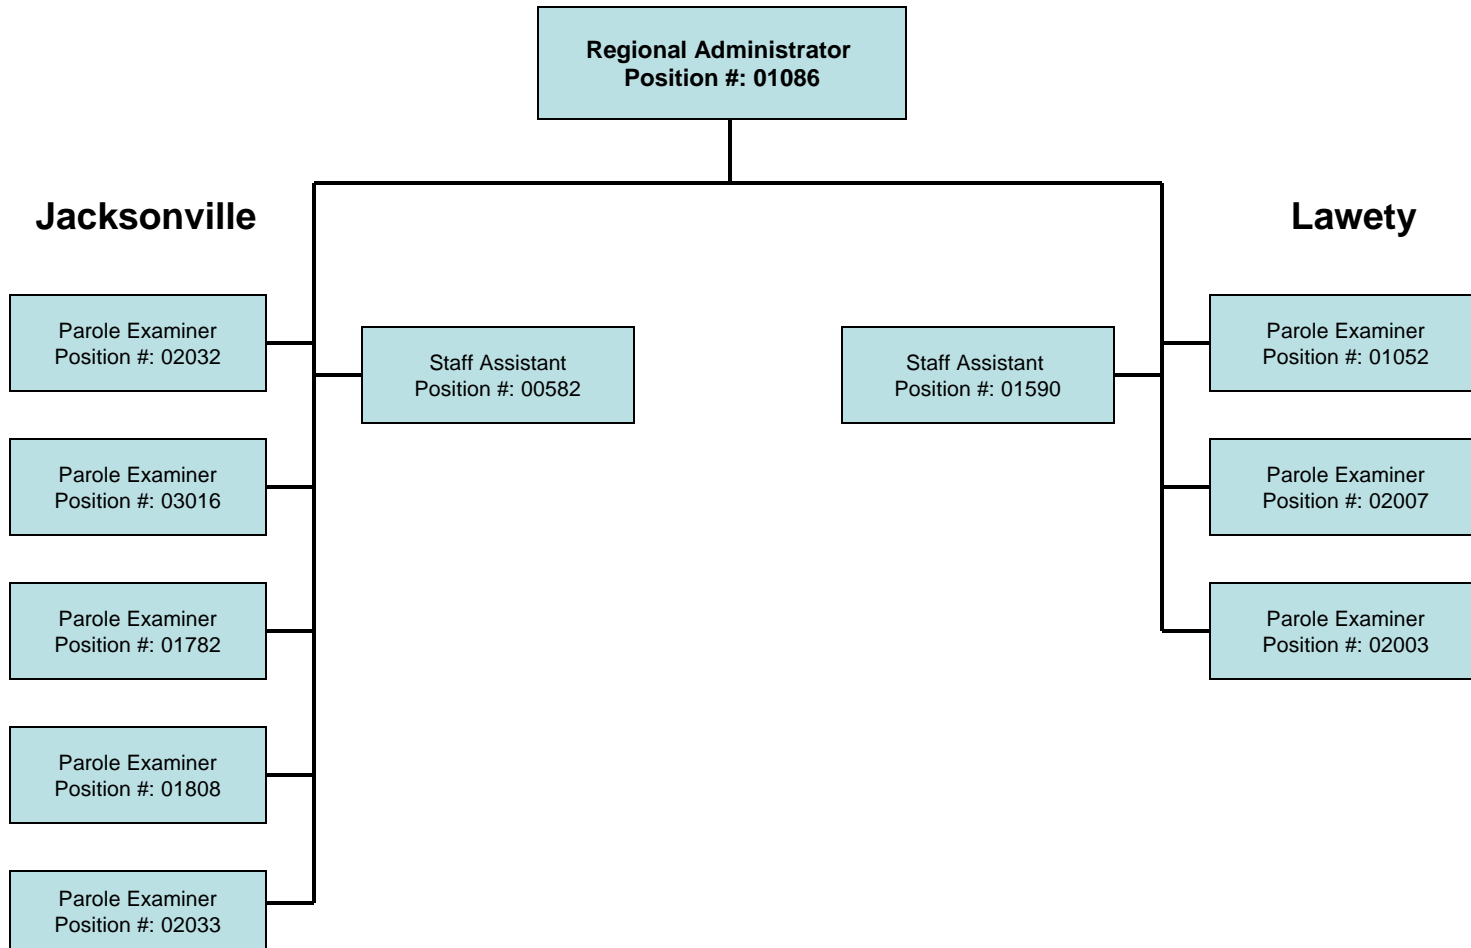 Regional Administrator
Position #: 01086
Jacksonville
Parole Examiner
Position #: 02032
Parole Examiner
Position #: 03016
Parole Examiner
Position #: 01782
Parole Examiner
Position #: 01808
Parole Examiner
Position #: 02033
Staff Assistant
Position #: 00582
Staff Assistant
Position #: 01590
Lawety
Parole Examiner
Position #: 01052
Parole Examiner
Position #: 02007
Parole Examiner
Position #: 02003